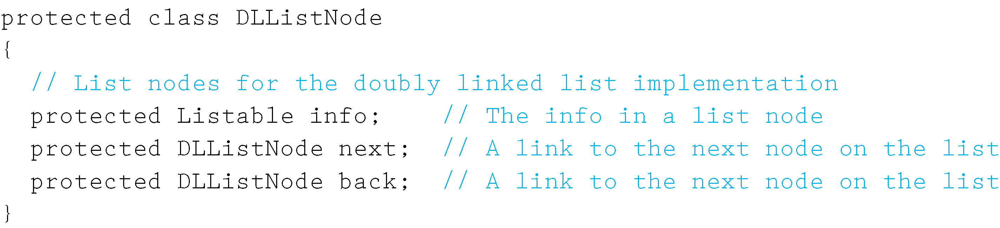 protected class DLListNode
{
  // List nodes for the doubly linked list implementation
  protected Listable info;    // The info in a list node
  protected DLListNode next;  // A link to the next node on the list
  protected DLListNode back;  // A link to the next node on the list
}